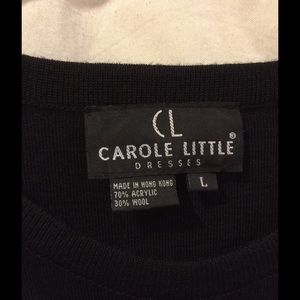 CL
CAROLE LITTLE®
DRESSES
MADE IN HONG KONG
70% ACRYLIC
30% WOOL
L